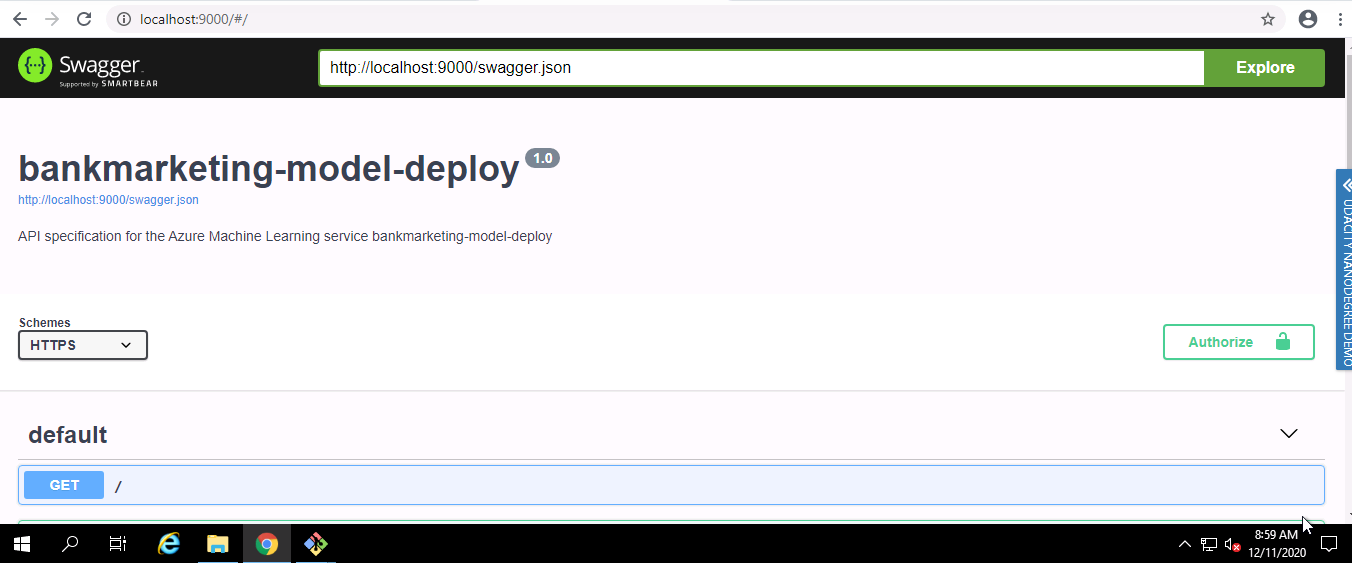 localhost:9000/#/
{···} Swagger
Supported by SMARTBEAR
http://localhost:9000/swagger.json
Explore
bankmarketing-model-deploy 1.0
http://localhost:9000/swagger.json
API specification for the Azure Machine Learning service bankmarketing-model-deploy
UDACITY NANODEGREE DEMO
Schemes
HTTPS
Authorize
default
GET /
8:59 AM
12/11/2020